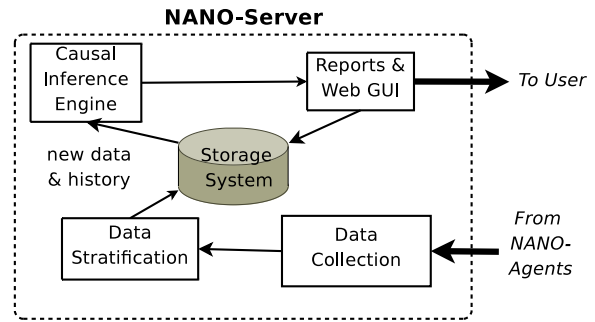 NANO-Server
Causal
Inference
Engine
Reports &
Web GUI
To User
new data
& history
Storage
System
Data
Stratification
Data
Collection
From
NANO-
Agents